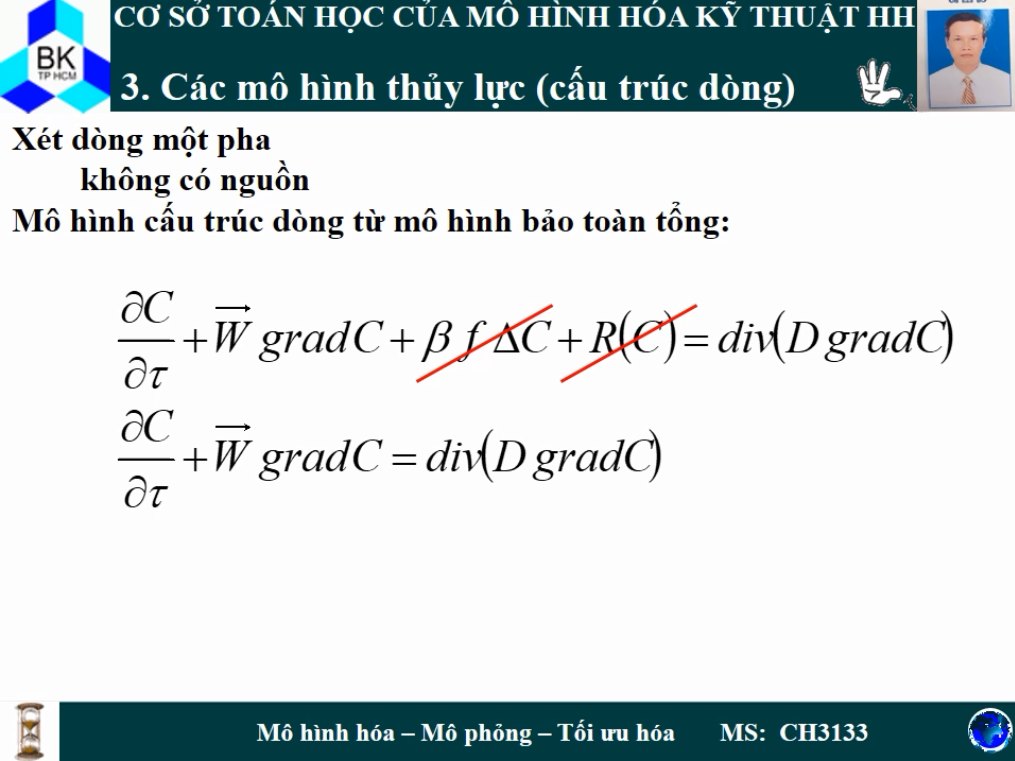 CƠ SỞ TOÁN HỌC CỦA MÔ HÌNH HÓA KỸ THUẬT HH
BK
TP HCM
3. Các mô hình thủy lực (cấu trúc dòng)
Xét dòng một pha
không có nguồn
Mô hình cấu trúc dòng từ mô hình bảo toàn tổng:
∂C/∂τ + W⃗ gradC + β f ΔC + R(C) = div(D gradC)
∂C/∂τ + W⃗ gradC = div(D gradC)
Mô hình hóa – Mô phỏng – Tối ưu hóa MS: CH3133